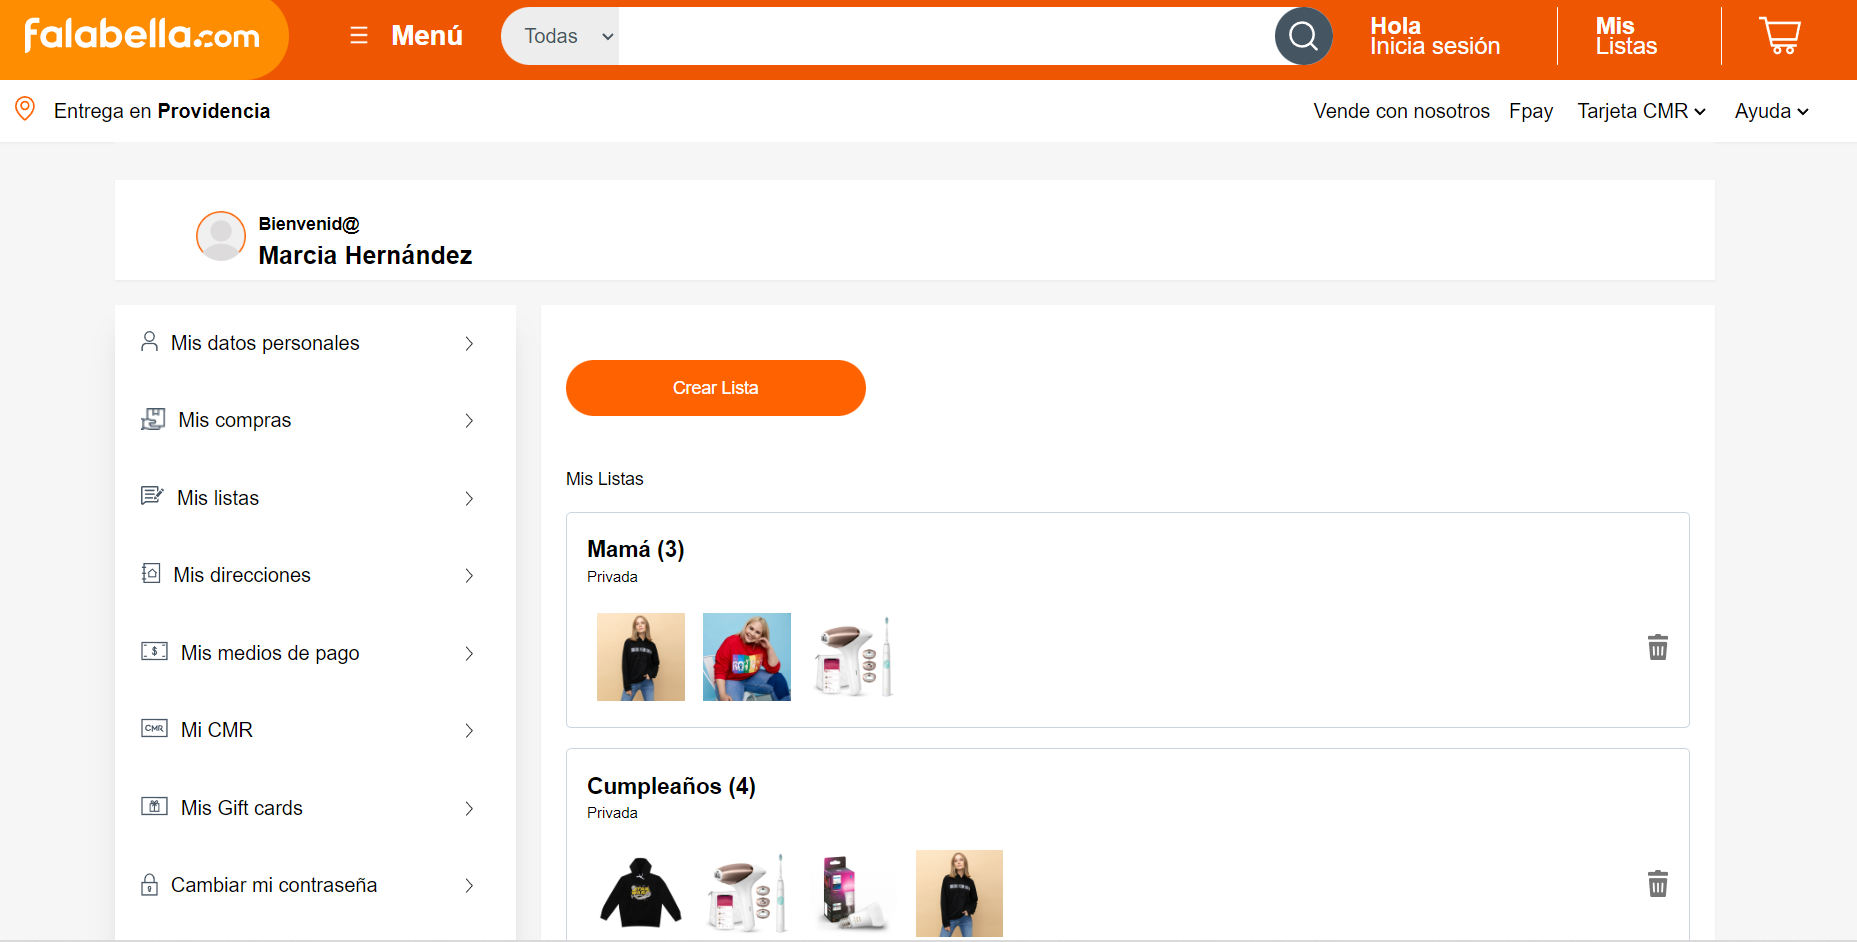 falabella.com
Menú
Todas
Hola
Inicia sesión
Mis
Listas
Entrega en Providencia
Vende con nosotros
Fpay
Tarjeta CMR
Ayuda
Bienvenid@
Marcia Hernández
Mis datos personales
Mis compras
Mis listas
Mis direcciones
$
Mis medios de pago
CMR
Mi CMR
Mis Gift cards
Cambiar mi contraseña
Crear Lista
Mis Listas
Mamá (3)
Privada
Cumpleaños (4)
Privada